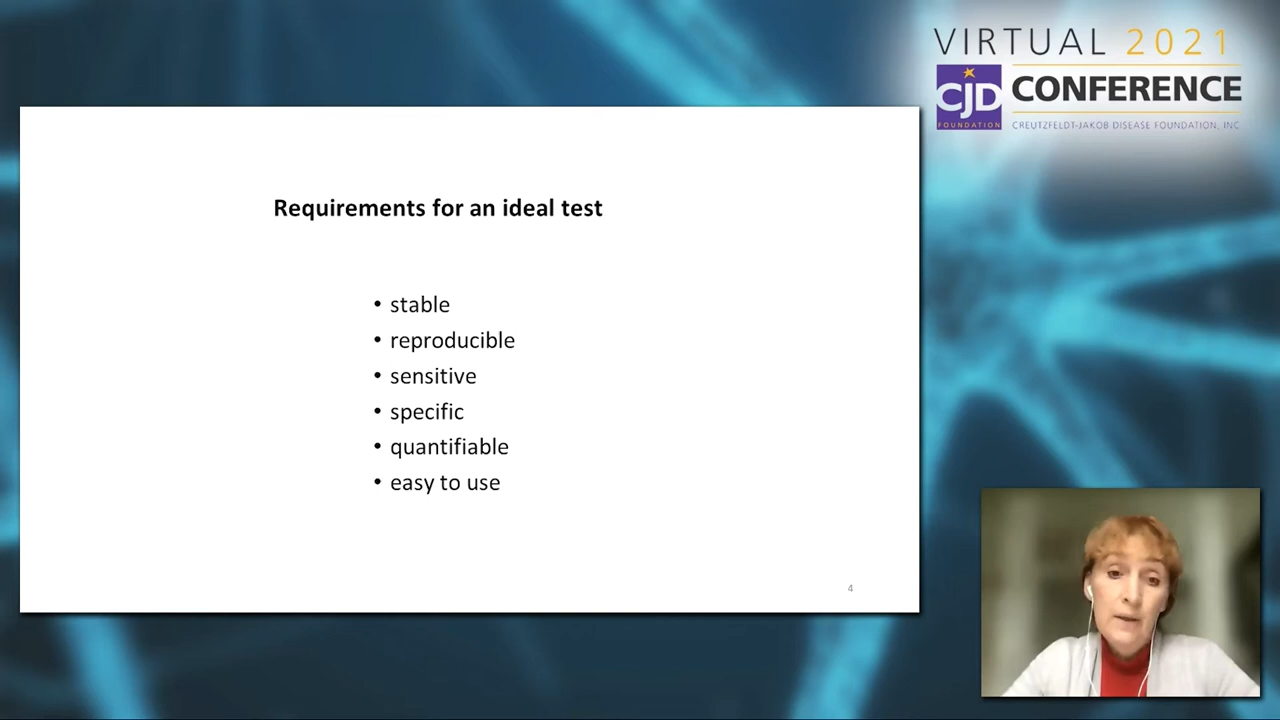 VIRTUAL 2021
CJD
FOUNDATION
CONFERENCE
CREUTZFELDT-JAKOB DISEASE FOUNDATION, INC
Requirements for an ideal test
• stable
• reproducible
• sensitive
• specific
• quantifiable
• easy to use
4